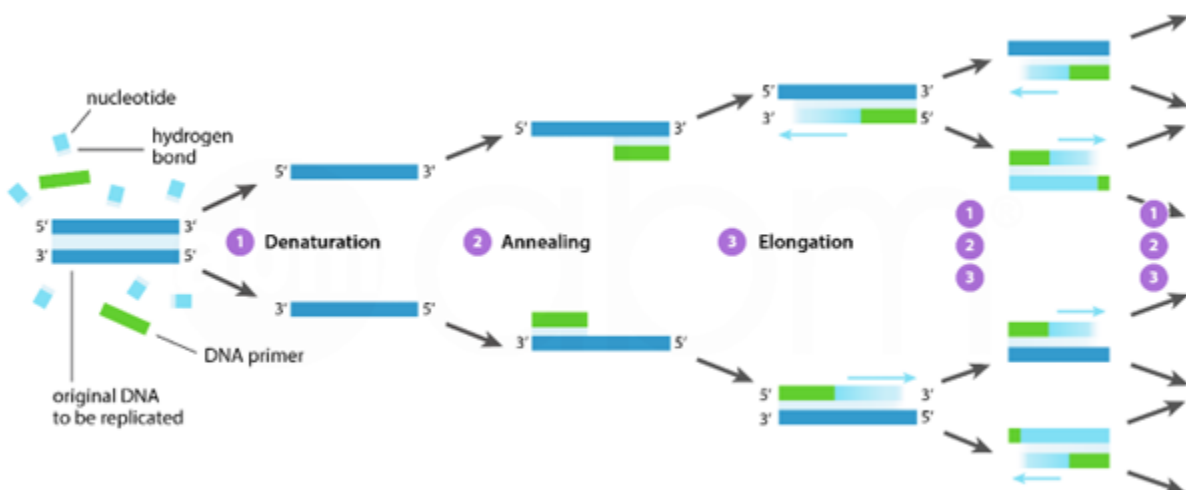 nucleotide
hydrogen
bond
5′ 3′
3′ 5′
DNA primer
original DNA
to be replicated
5′ 3′
1 Denaturation
3′ 5′
5′ 3′
2 Annealing
3′ 5′
5′ 3′
3′ 5′
3 Elongation
5′ 3′
3′ 5′
1
2
3
1
2
3
abm®